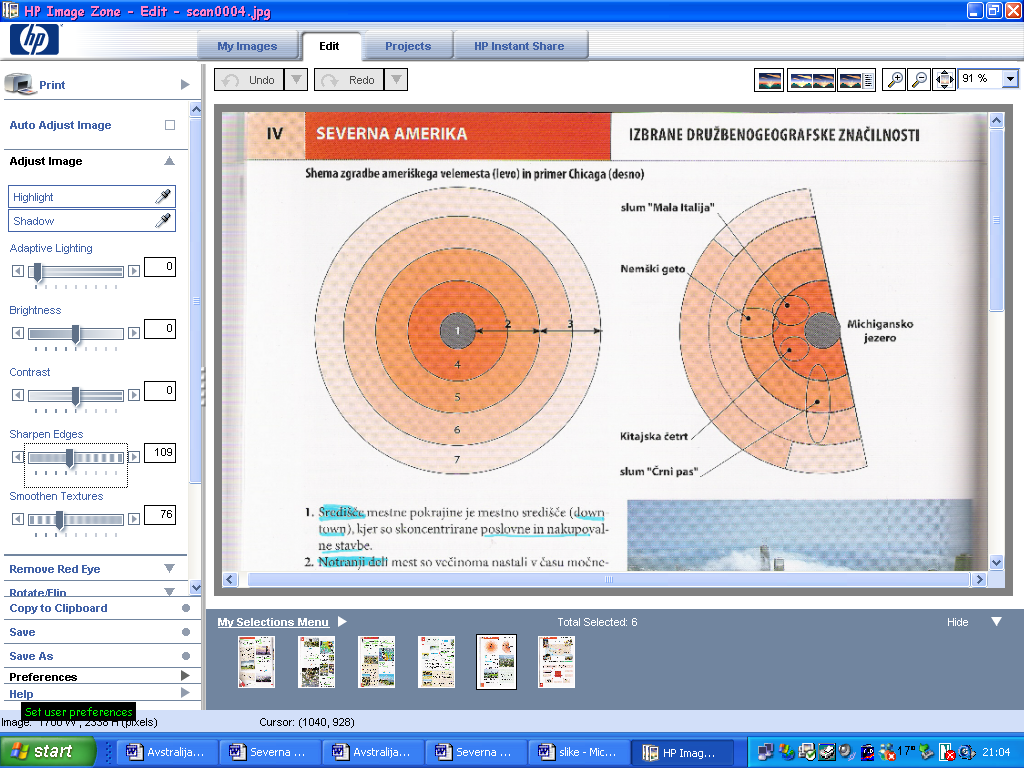 HP Image Zone - Edit - scan0004.jpg
hp
My Images
Edit
Projects
HP Instant Share
Print
Undo
Redo
91 %
Auto Adjust Image
Adjust Image
Highlight
Shadow
Adaptive Lighting
0
Brightness
0
Contrast
0
Sharpen Edges
109
Smoothen Textures
76
Remove Red Eye
Rotate/Flip
Copy to Clipboard
Save
Save As
Preferences
Help
Set user preferences
IV
SEVERNA AMERIKA
IZBRANE DRUŽBENOGEOGRAFSKE ZNAČILNOSTI
Shema zgradbe ameriškega velemesta (levo) in primer Chicaga (desno)
1
2
3
4
5
6
7
slum "Mala Italija"
Nemški geto
Michigansko
jezero
Kitajska četrt
slum "Črni pas"
1. Središče mestne pokrajine je mestno središče (down-
town), kjer so skoncentrirane poslovne in nakupoval-
ne stavbe.
2. Notranji deli mest so večinoma nastali v času močne-
My Selections Menu
Total Selected: 6
Hide
Image: 1700 W, 2338 H (pixels)
Cursor: (1040, 928)
start
Avstralija...
Severna ...
Avstralija...
Severna ...
slike - Mic...
HP Imag...
17°
21:04